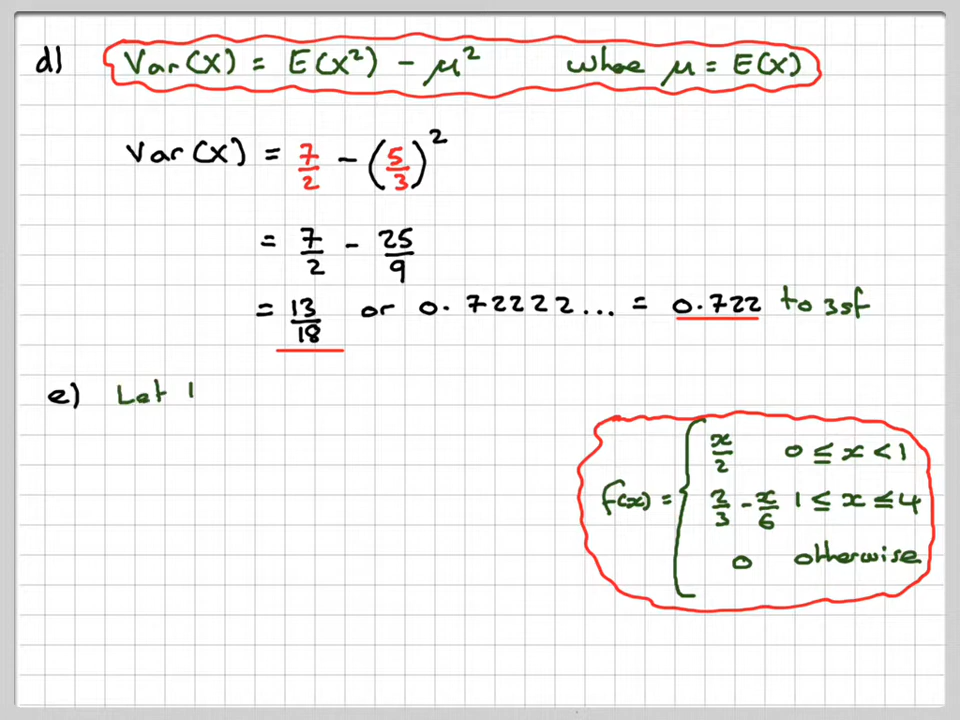 d) Var(X) = E(X²) - μ² where μ = E(X)
Var(X) = 7/2 - (5/3)²
= 7/2 - 25/9
= 13/18 or 0.72222... = 0.722 to 3sf
e) Let 1
f(x) = { x/2 0 ≤ x < 1
2/3 - x/6 1 ≤ x ≤ 4
0 otherwise